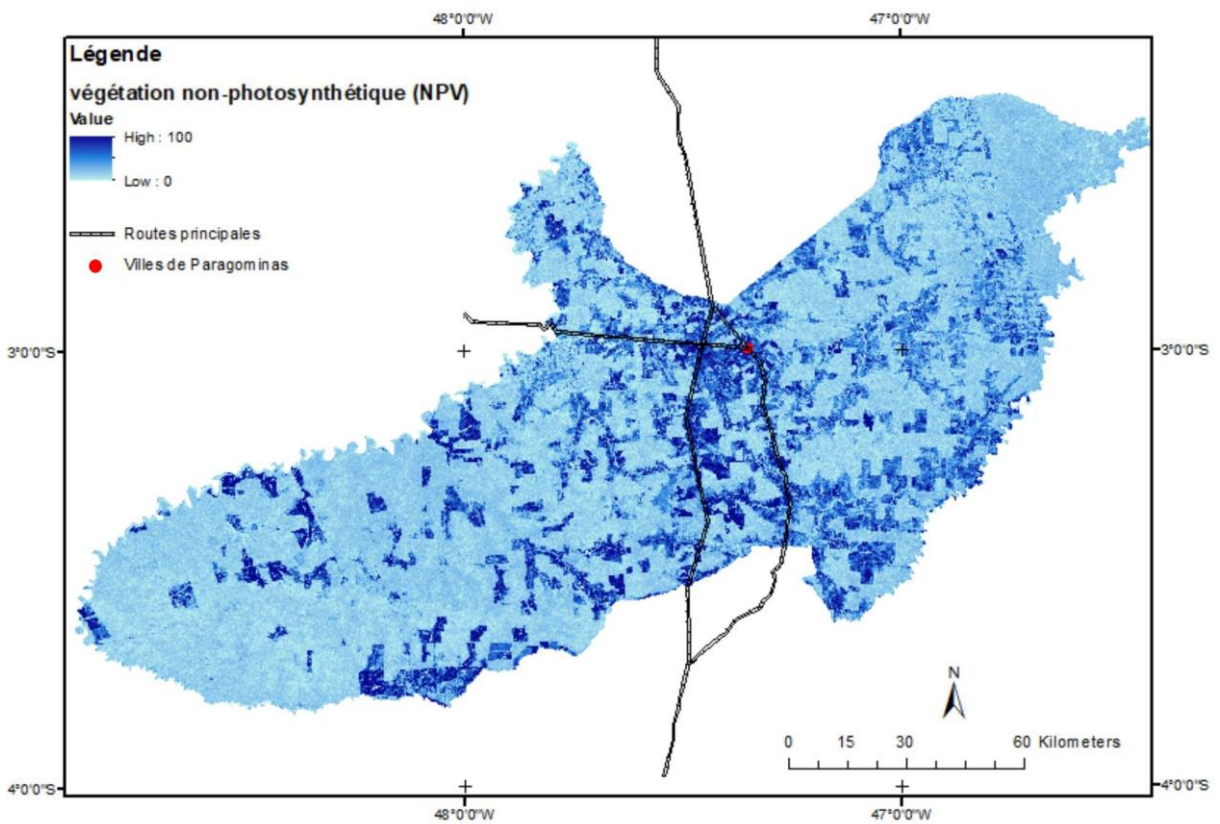 48°0'0"W 47°0'0"W
Légende
végétation non-photosynthétique (NPV)
Value
High : 100
Low : 0
Routes principales
Villes de Paragominas
3°0'0"S 3°0'0"S
N
0 15 30 60 Kilometers
4°0'0"S 4°0'0"S
48°0'0"W 47°0'0"W